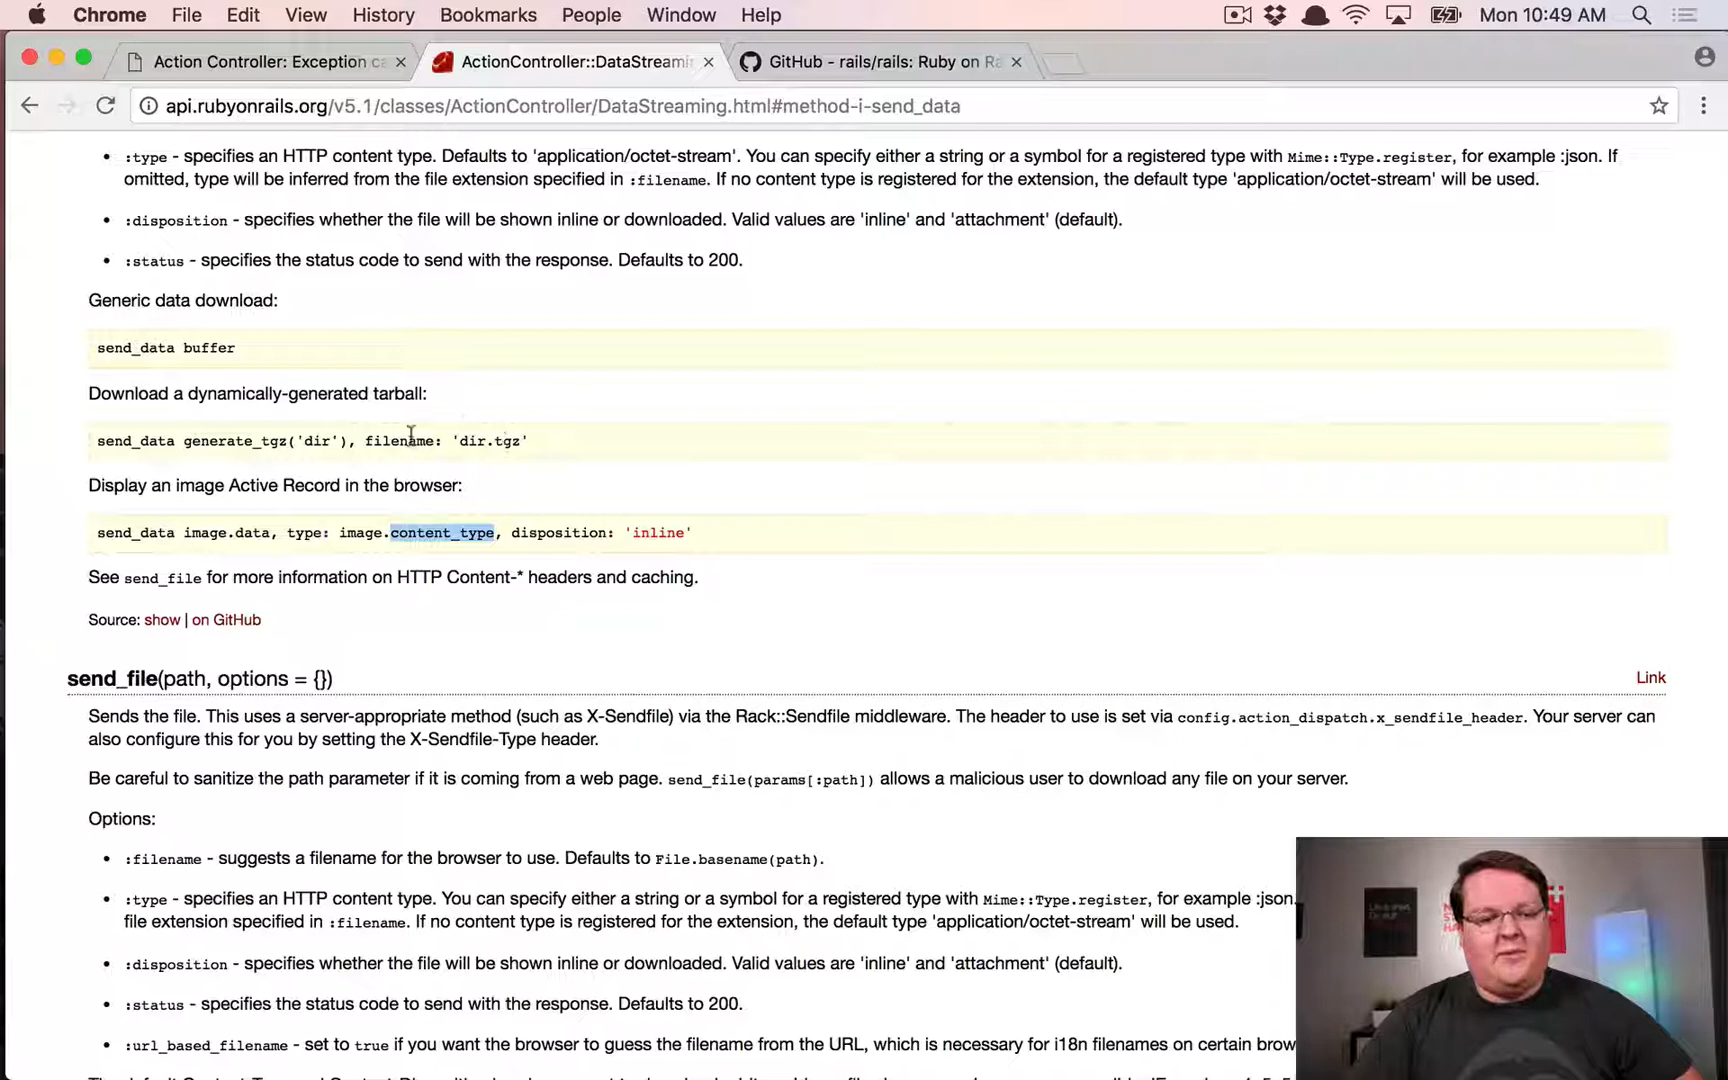 Chrome File Edit View History Bookmarks People Window Help Mon 10:49 AM
Action Controller: Exception ca ActionController::DataStreami GitHub - rails/rails: Ruby on Ra
api.rubyonrails.org/v5.1/classes/ActionController/DataStreaming.html#method-i-send_data
• :type - specifies an HTTP content type. Defaults to 'application/octet-stream'. You can specify either a string or a symbol for a registered type with Mime::Type.register, for example :json. If
omitted, type will be inferred from the file extension specified in :filename. If no content type is registered for the extension, the default type 'application/octet-stream' will be used.
• :disposition - specifies whether the file will be shown inline or downloaded. Valid values are 'inline' and 'attachment' (default).
• :status - specifies the status code to send with the response. Defaults to 200.
Generic data download:
send_data buffer
Download a dynamically-generated tarball:
send_data generate_tgz('dir'), filename: 'dir.tgz'
Display an image Active Record in the browser:
send_data image.data, type: image.content_type, disposition: 'inline'
See send_file for more information on HTTP Content-* headers and caching.
Source: show | on GitHub
send_file(path, options = {}) Link
Sends the file. This uses a server-appropriate method (such as X-Sendfile) via the Rack::Sendfile middleware. The header to use is set via config.action_dispatch.x_sendfile_header. Your server can
also configure this for you by setting the X-Sendfile-Type header.
Be careful to sanitize the path parameter if it is coming from a web page. send_file(params[:path]) allows a malicious user to download any file on your server.
Options:
• :filename - suggests a filename for the browser to use. Defaults to File.basename(path).
• :type - specifies an HTTP content type. You can specify either a string or a symbol for a registered type with Mime::Type.register, for example :json.
file extension specified in :filename. If no content type is registered for the extension, the default type 'application/octet-stream' will be used.
• :disposition - specifies whether the file will be shown inline or downloaded. Valid values are 'inline' and 'attachment' (default).
• :status - specifies the status code to send with the response. Defaults to 200.
• :url_based_filename - set to true if you want the browser to guess the filename from the URL, which is necessary for i18n filenames on certain brow